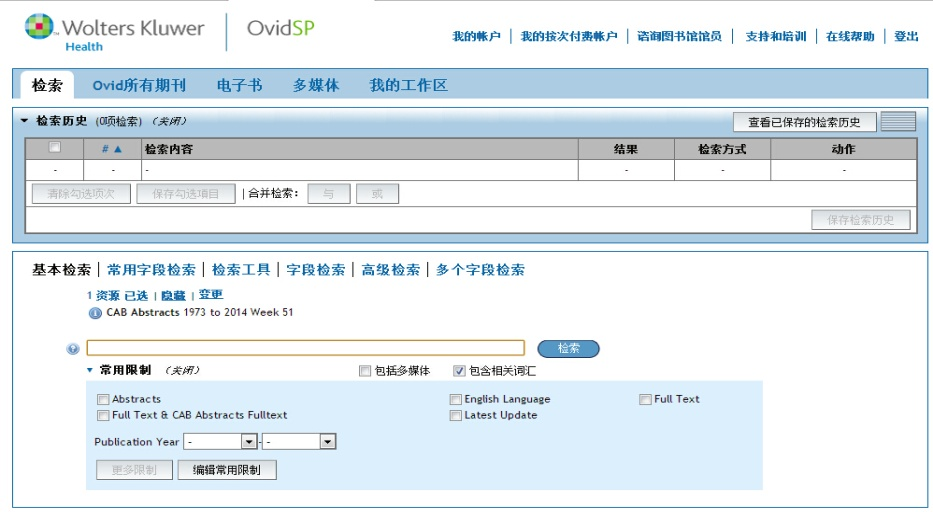 Wolters Kluwer OvidSP
Health
我的帐户 | 我的按次付费帐户 | 谘询图书馆馆员 | 支持和培训 | 在线帮助 | 登出
检索 Ovid所有期刊 电子书 多媒体 我的工作区
检索历史 (0项检索) (关闭) 查看已保存的检索历史
# ▲ 检索内容 结果 检索方式 动作
- - - - - -
清除勾选项次 保存勾选项目 | 合并检索: 与 或
保存检索历史
基本检索 | 常用字段检索 | 检索工具 | 字段检索 | 高级检索 | 多个字段检索
1 资源 已选 | 隐藏 | 变更
CAB Abstracts 1973 to 2014 Week 51
检索
常用限制 (关闭) 包括多媒体 包含相关词汇
Abstracts English Language Full Text
Full Text & CAB Abstracts Fulltext Latest Update
Publication Year - - -
更多限制 编辑常用限制